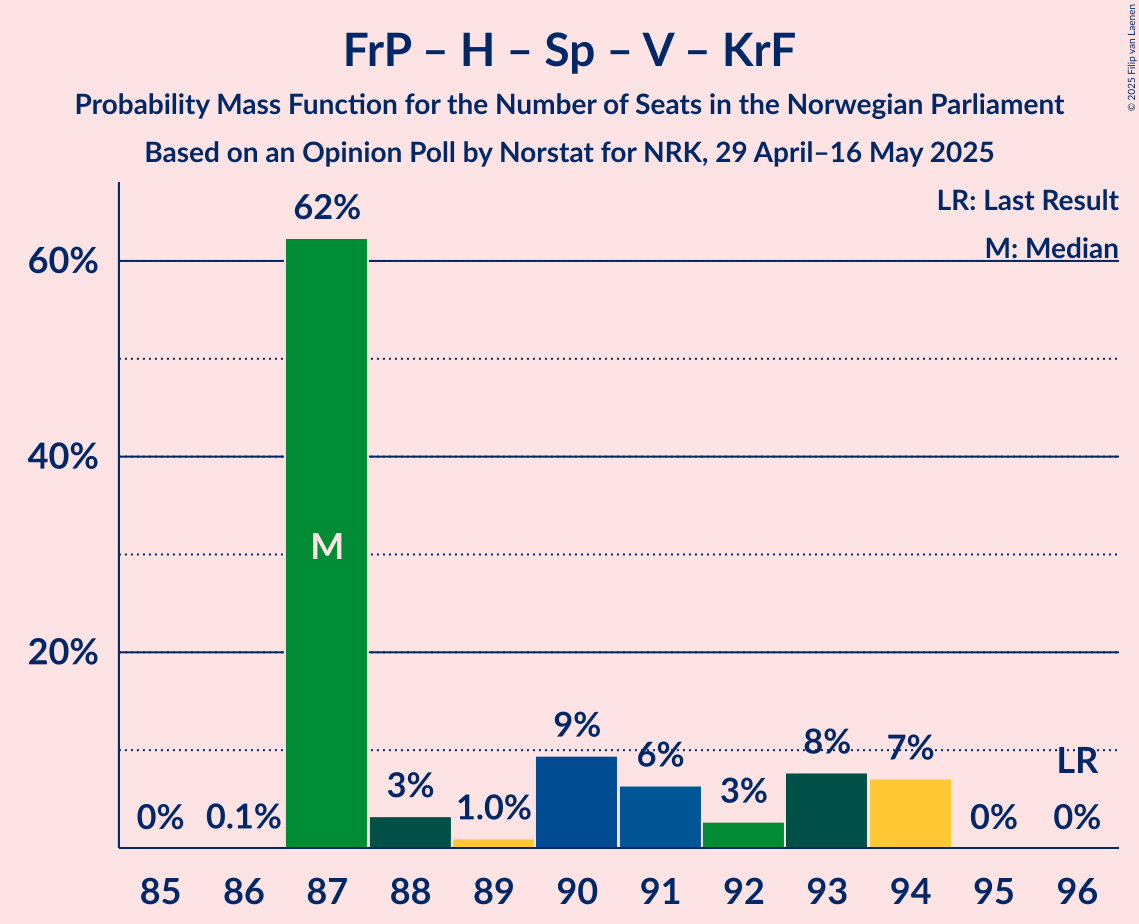 FrP – H – Sp – V – KrF
Probability Mass Function for the Number of Seats in the Norwegian Parliament
Based on an Opinion Poll by Norstat for NRK, 29 April–16 May 2025
© 2025 Filip van Laenen
LR: Last Result
M: Median
60%
40%
20%
0%
0.1%
62%
M
3%
1.0%
9%
6%
3%
8%
7%
0%
LR
0%
85 86 87 88 89 90 91 92 93 94 95 96